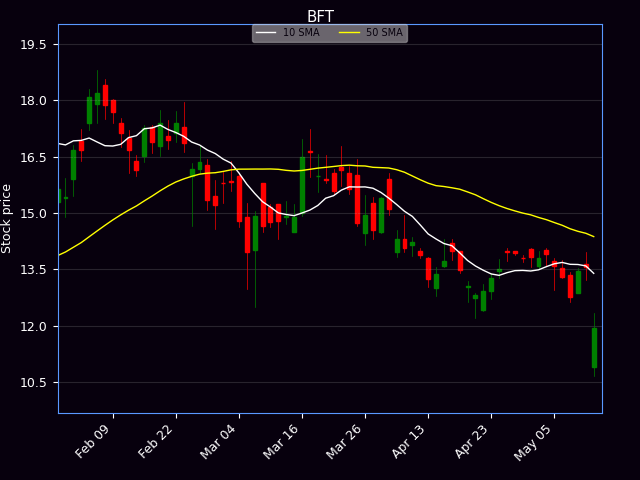 BFT
10 SMA 50 SMA
Stock price
19.5
18.0
16.5
15.0
13.5
12.0
10.5
Feb 09
Feb 22
Mar 04
Mar 16
Mar 26
Apr 13
Apr 23
May 05